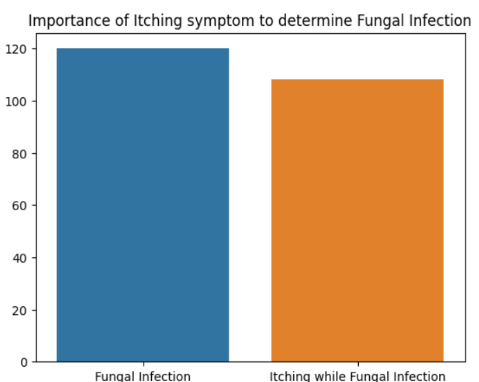 Importance of Itching symptom to determine Fungal Infection
120
100
80
60
40
20
0
Fungal Infection
Itching while Fungal Infection